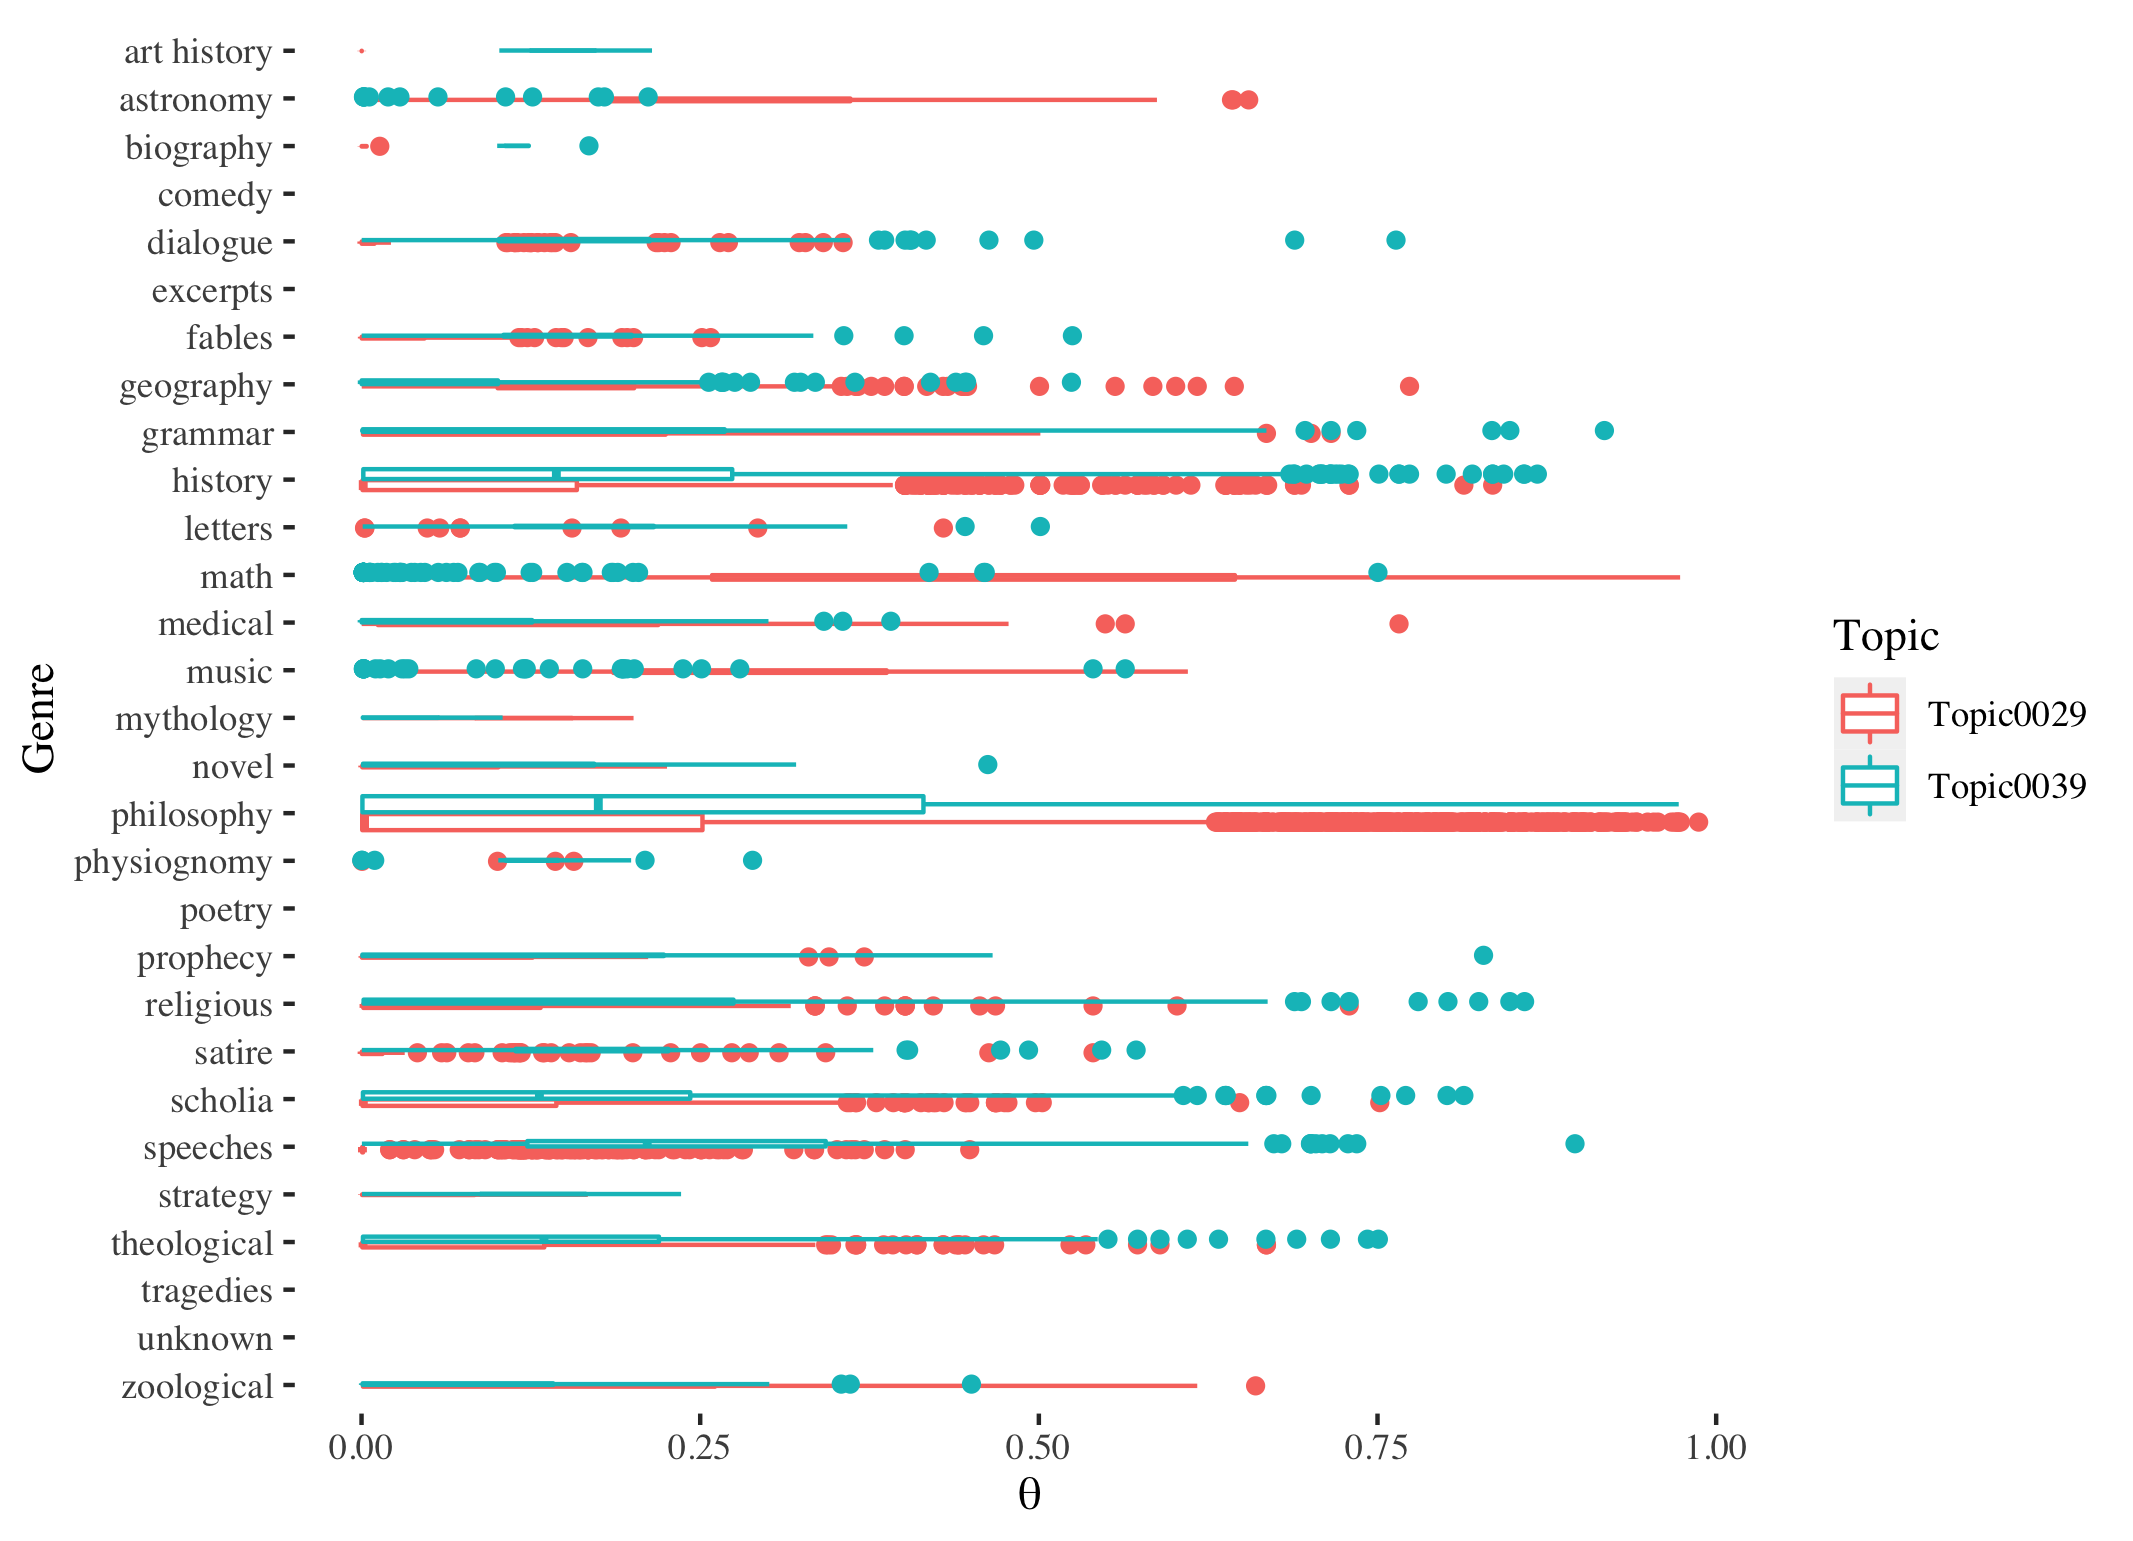 art history
astronomy
biography
comedy
dialogue
excerpts
fables
geography
grammar
history
letters
math
medical
music
mythology
novel
philosophy
physiognomy
poetry
prophecy
religious
satire
scholia
speeches
strategy
theological
tragedies
unknown
zoological
Genre
0.00 0.25 0.50 0.75 1.00
θ
Topic
Topic0029
Topic0039